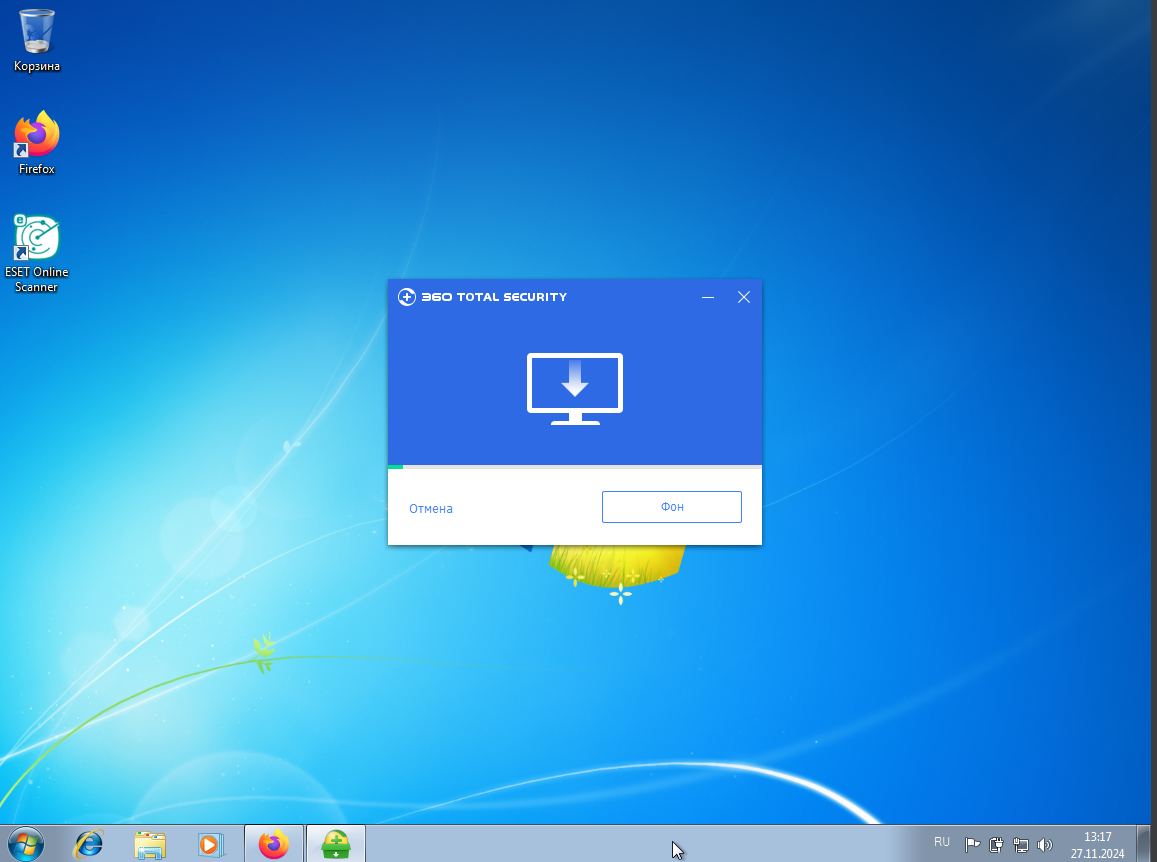 Корзина
Firefox
ESET Online
Scanner
360 TOTAL SECURITY
Отмена
Фон
RU
13:17
27.11.2024